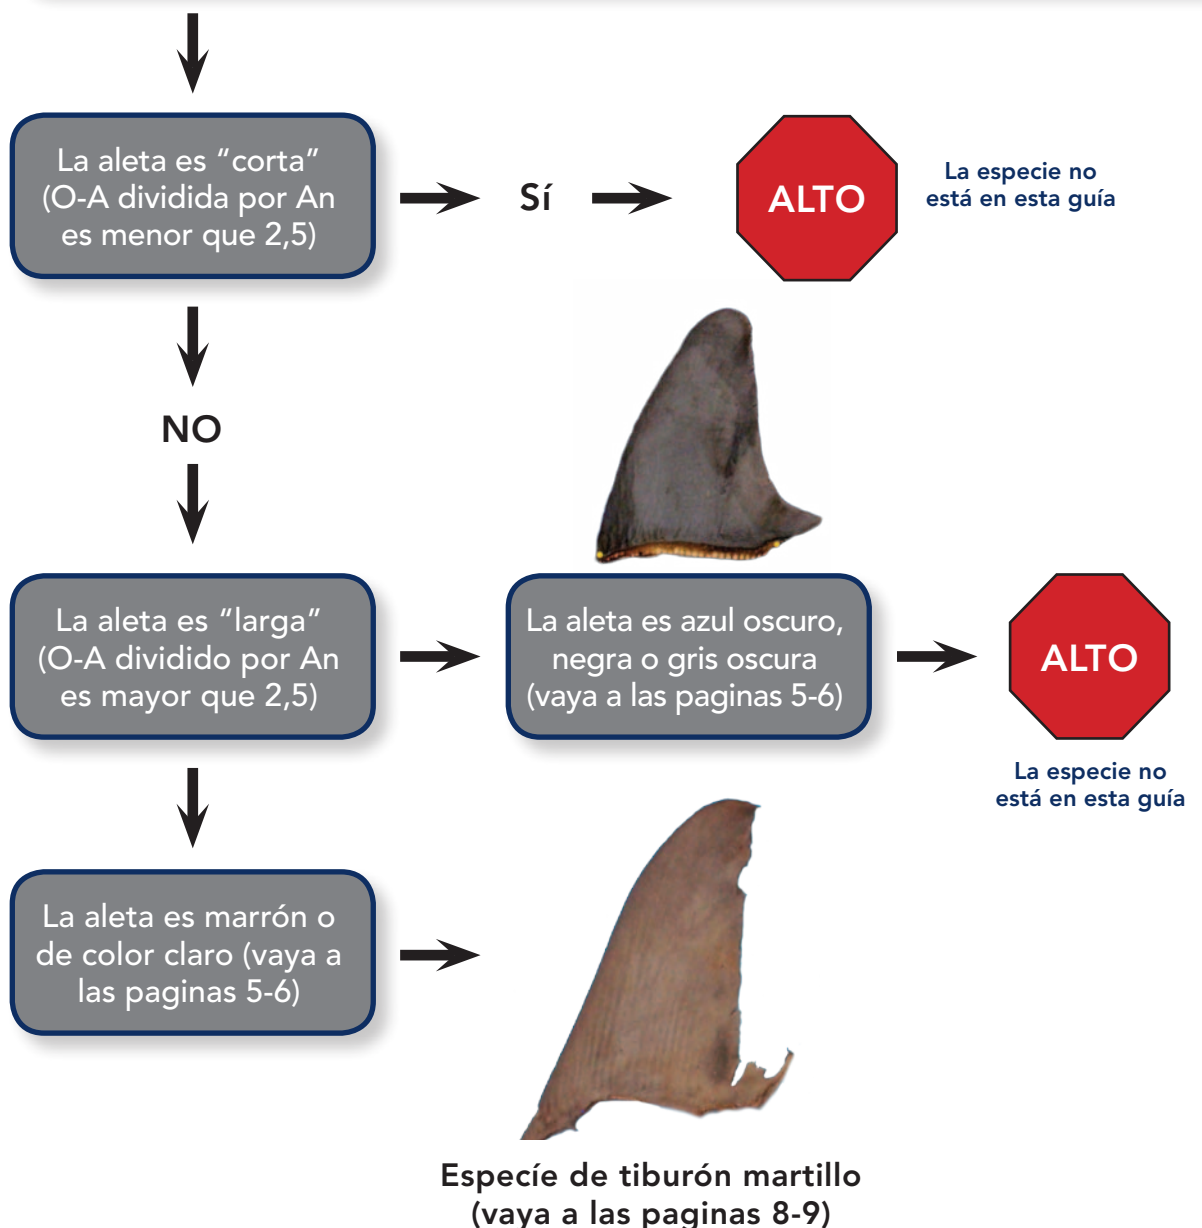 La aleta es “corta”
(O-A dividida por An
es menor que 2,5)
Sí
ALTO
La especie no
está en esta guía
NO
La aleta es “larga”
(O-A dividido por An
es mayor que 2,5)
La aleta es azul oscuro,
negra o gris oscura
(vaya a las paginas 5-6)
ALTO
La especie no
está en esta guía
La aleta es marrón o
de color claro (vaya a
las paginas 5-6)
Especíe de tiburón martillo
(vaya a las paginas 8-9)